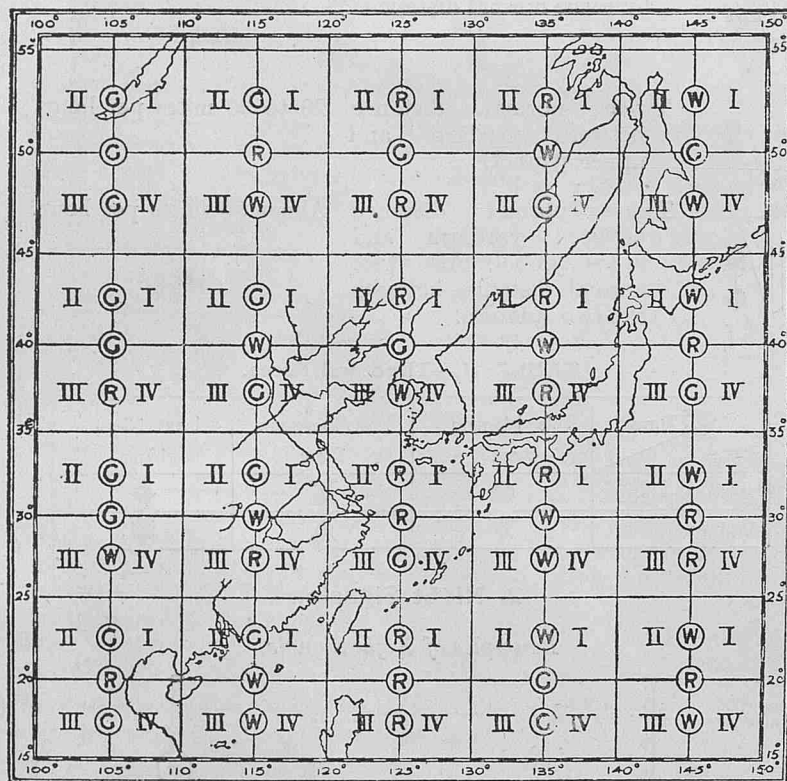 100° 105° 110° 115° 120° 125° 130° 135° 140° 145° 150°
55° 55°
II G I II G I II R I II R I II W I
50° G R G W G 50°
III G IV III W IV III R IV III G IV III W IV
45° 45°
II G I II G I II R I II R I II W I
40° G W G W R 40°
III R IV III G IV III W IV III R IV III G IV
35° 35°
II G I II G I II R I II R I II W I
30° G W R W R 30°
III W IV III R IV III G IV III W IV III R IV
25° 25°
II G I II G I II R I II W I II W I
20° R W R G R 20°
III G IV III W IV III R IV III G IV III W IV
15° 15°
100° 105° 110° 115° 120° 125° 130° 135° 140° 145° 150°